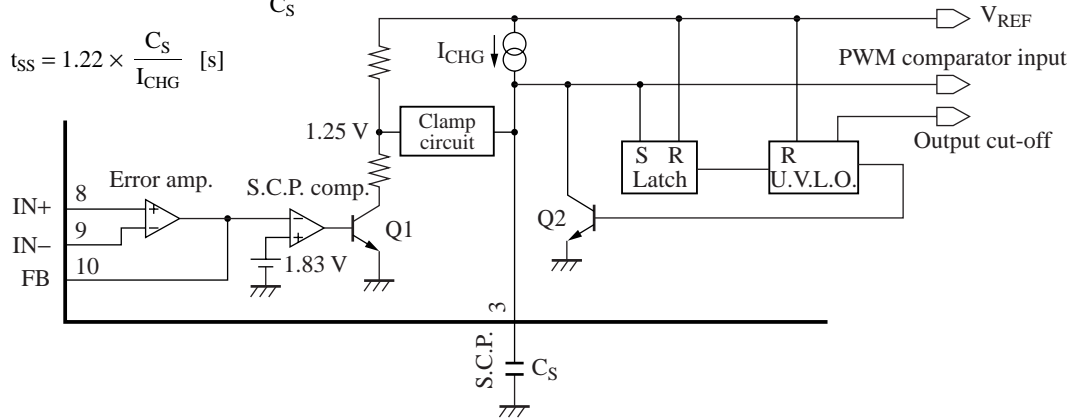 C_S
t_SS = 1.22 × C_S / I_CHG [s]
I_CHG
V_REF
PWM comparator input
Output cut-off
1.25 V
Clamp circuit
S R
Latch
R
U.V.L.O.
Error amp.
S.C.P. comp.
IN+
8
+
−
IN−
9
FB
10
−
+
1.83 V
Q1
Q2
3
S.C.P.
C_S